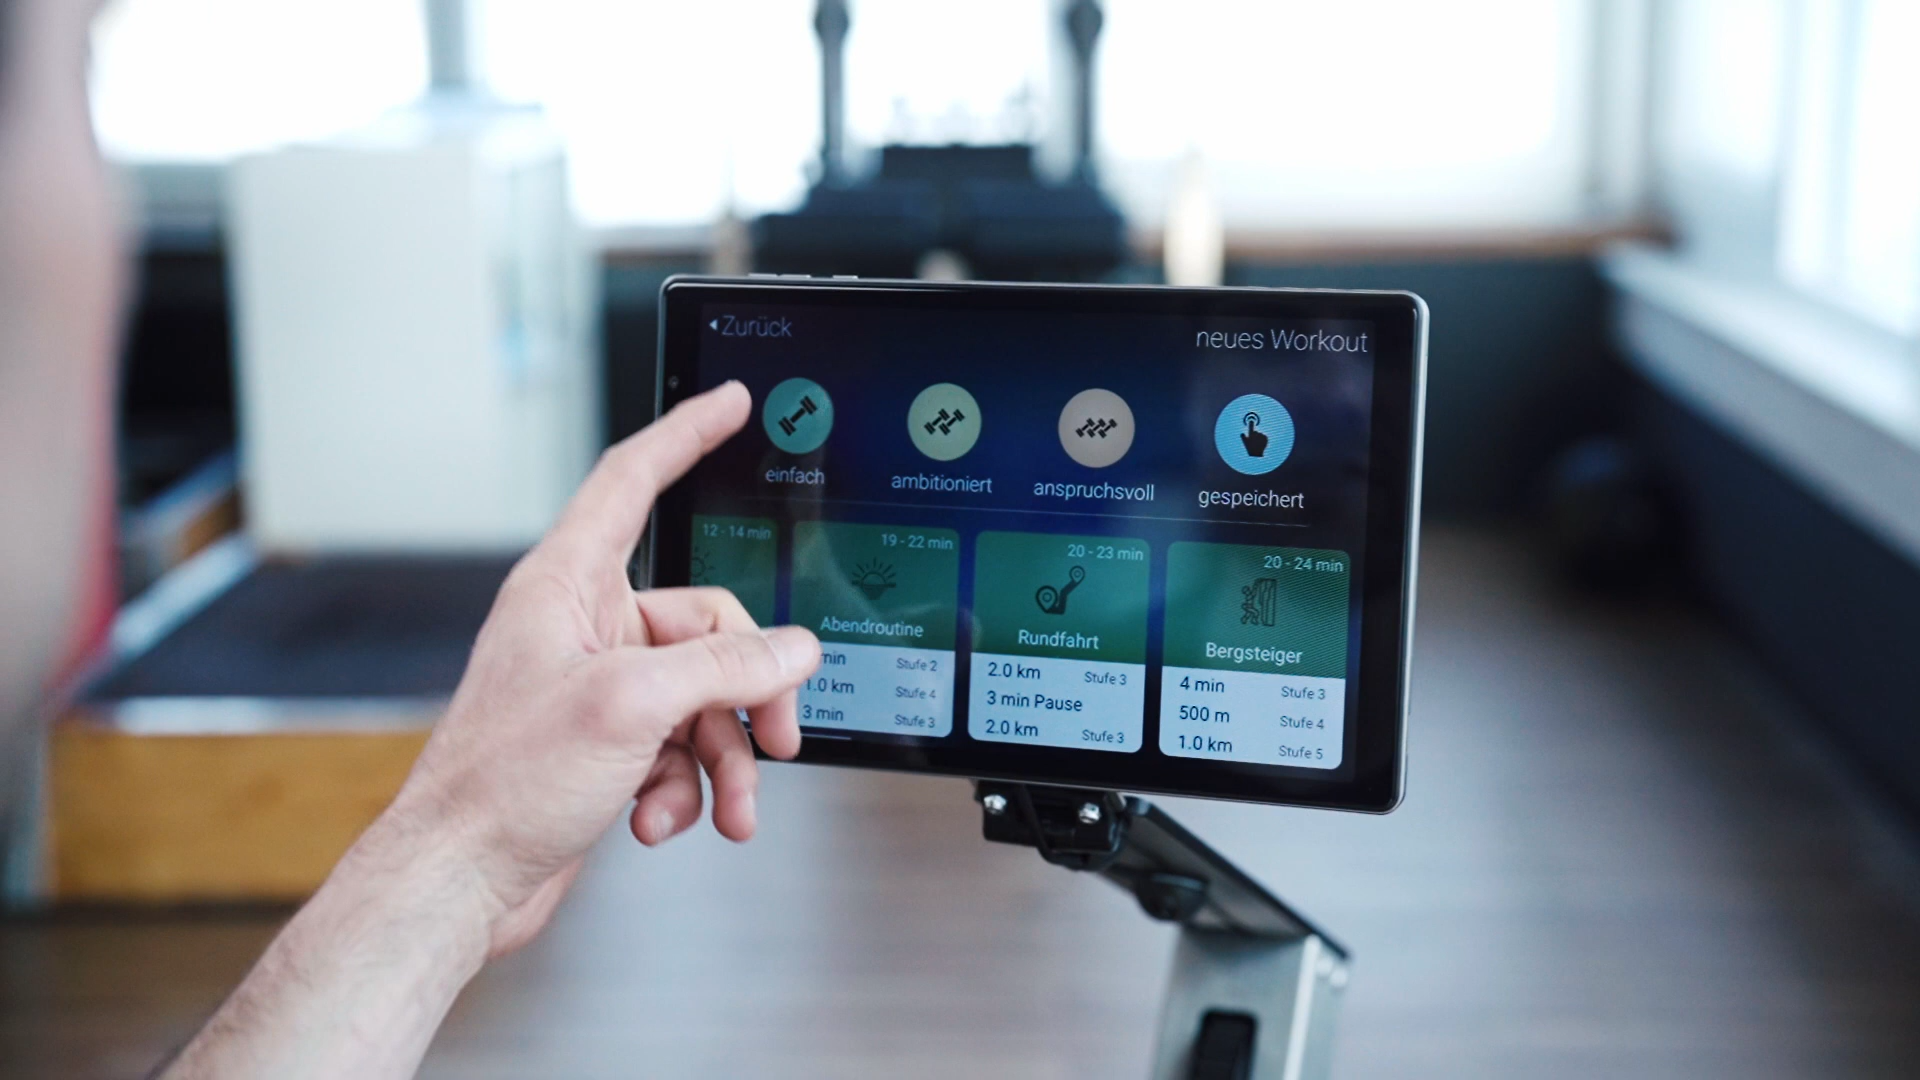 Zurück
neues Workout
einfach
ambitioniert
anspruchsvoll
gespeichert
12 - 14 min
19 - 22 min
Abendroutine
min Stufe 2
1.0 km Stufe 4
3 min Stufe 3
20 - 23 min
Rundfahrt
2.0 km Stufe 3
3 min Pause
2.0 km Stufe 3
20 - 24 min
Bergsteiger
4 min Stufe 3
500 m Stufe 4
1.0 km Stufe 5